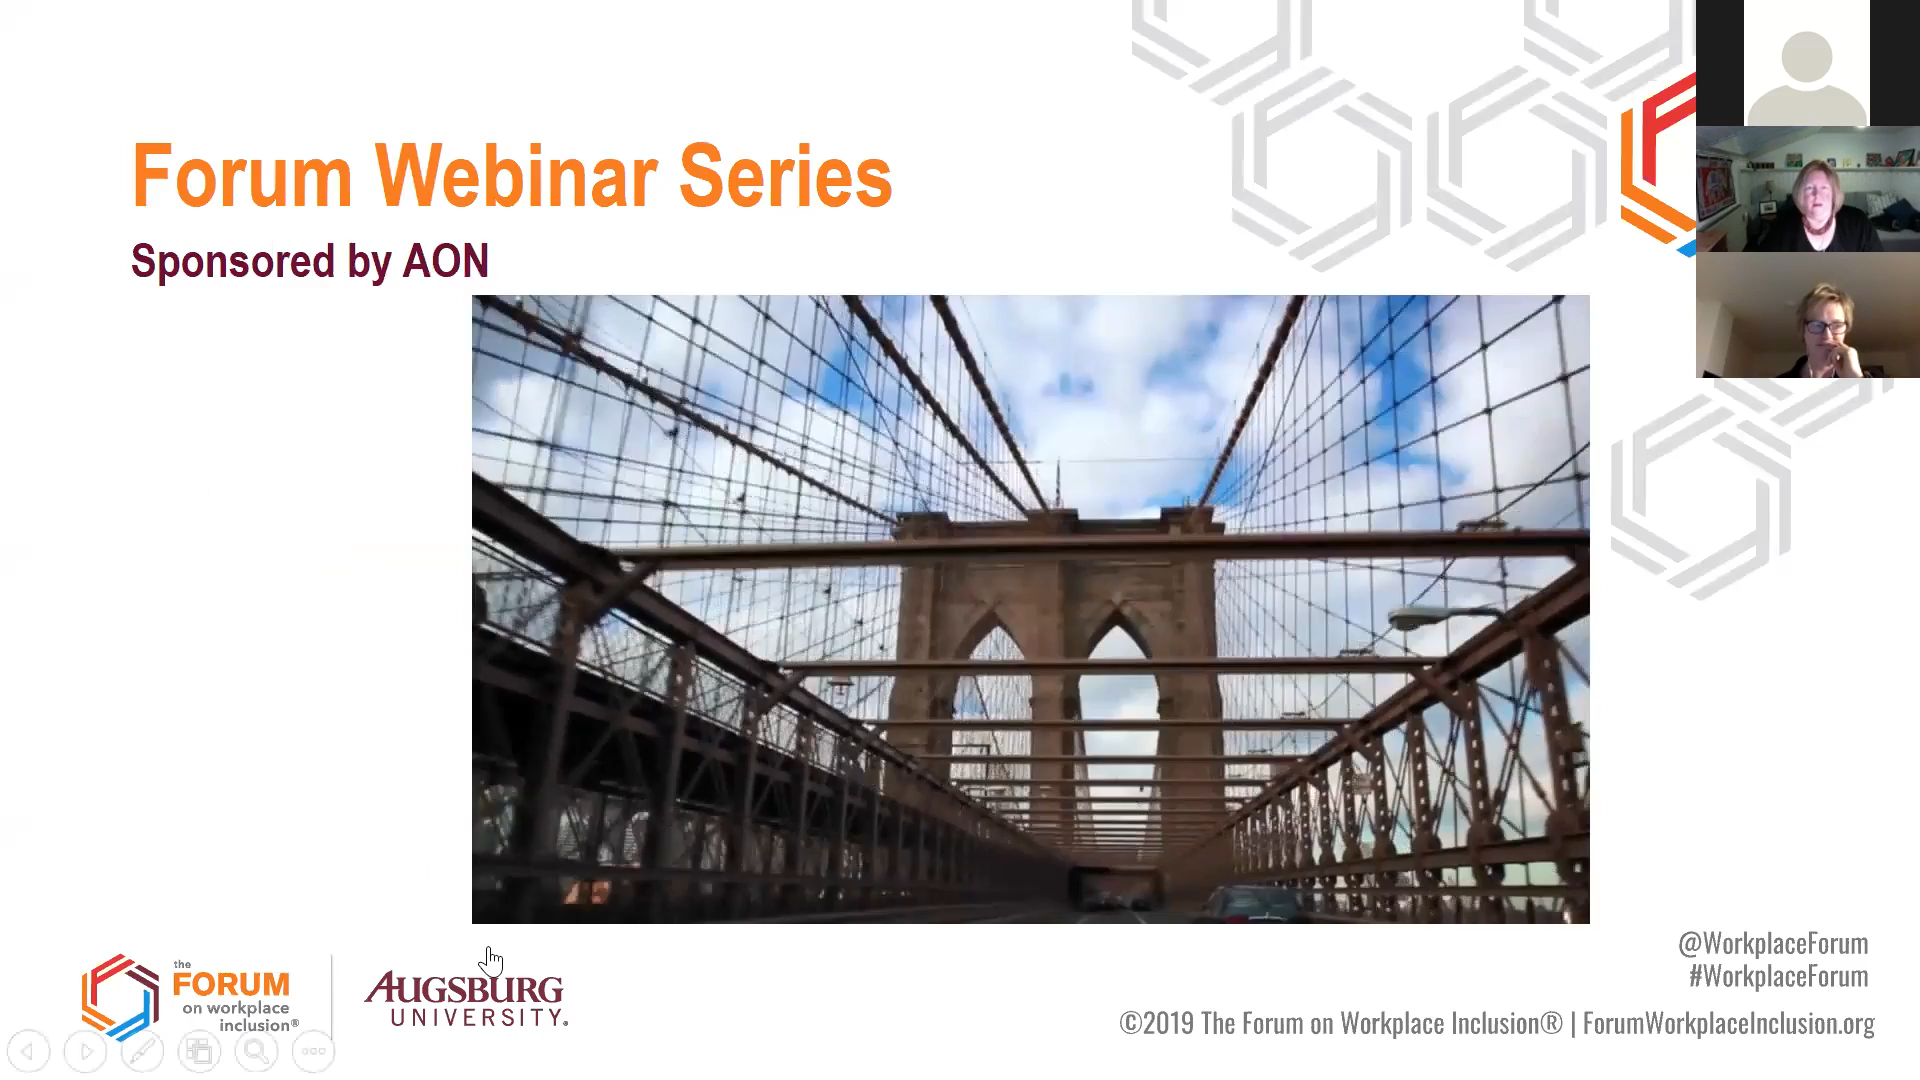 Forum Webinar Series
Sponsored by AON
the
FORUM
on workplace
inclusion®
AUGSBURG
UNIVERSITY.
@WorkplaceForum
#WorkplaceForum
©2019 The Forum on Workplace Inclusion® | ForumWorkplaceInclusion.org